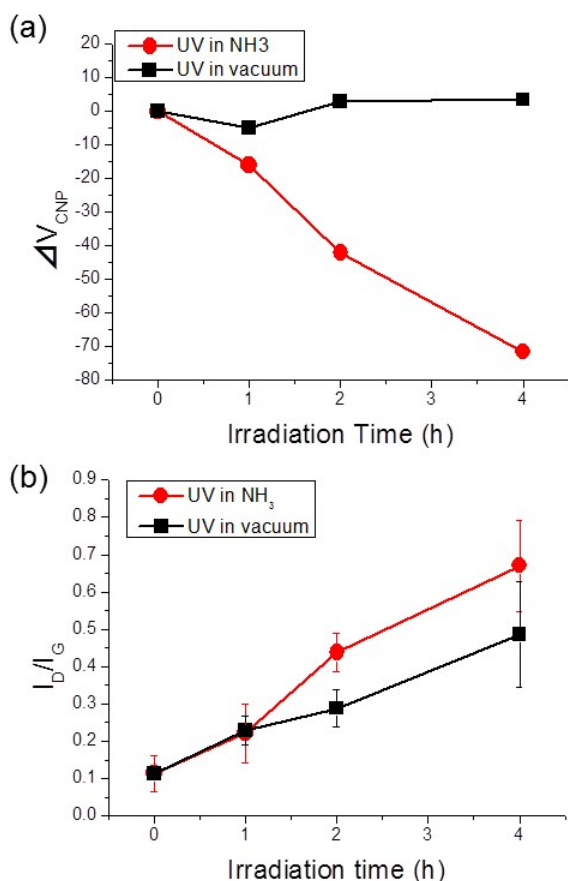 (a)
UV in NH3
UV in vacuum
20
10
0
-10
-20
-30
-40
-50
-60
-70
-80
ΔV_CNP
0 1 2 3 4
Irradiation Time (h)
(b)
UV in NH₃
UV in vacuum
0.9
0.8
0.7
0.6
0.5
0.4
0.3
0.2
0.1
0.0
I_D/I_G
0 1 2 3 4
Irradiation time (h)